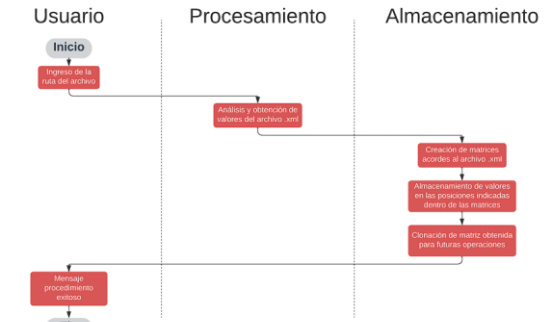 Usuario
Procesamiento
Almacenamiento
Inicio
Ingreso de la
ruta del archivo
Análisis y obtención de
valores del archivo .xml
Creación de matrices
acordes al archivo .xml
Almacenamiento de valores
en las posiciones indicadas
dentro de las matrices
Clonación de matriz obtenida
para futuras operaciones
Mensaje
procedimiento
exitoso